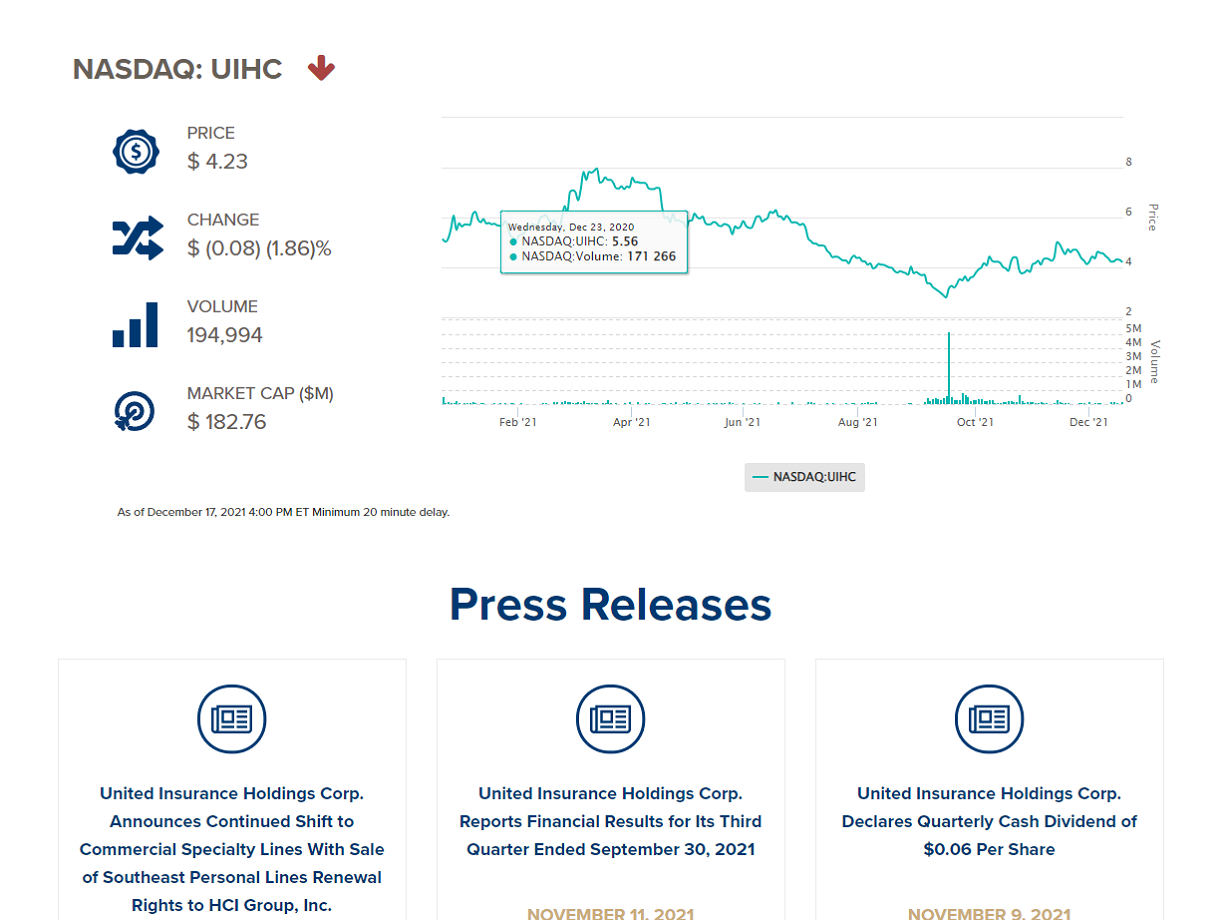 NASDAQ: UIHC
PRICE
$ 4.23
CHANGE
$ (0.08) (1.86)%
VOLUME
194,994
MARKET CAP ($M)
$ 182.76
8
6
4
2
Price
Wednesday, Dec 23, 2020
NASDAQ:UIHC: 5.56
NASDAQ:Volume: 171 266
5M
4M
3M
2M
1M
0
Volume
Feb '21 Apr '21 Jun '21 Aug '21 Oct '21 Dec '21
NASDAQ:UIHC
As of December 17, 2021 4:00 PM ET Minimum 20 minute delay.
Press Releases
United Insurance Holdings Corp.
Announces Continued Shift to
Commercial Specialty Lines With Sale
of Southeast Personal Lines Renewal
Rights to HCI Group, Inc.
United Insurance Holdings Corp.
Reports Financial Results for Its Third
Quarter Ended September 30, 2021
NOVEMBER 11, 2021
United Insurance Holdings Corp.
Declares Quarterly Cash Dividend of
$0.06 Per Share
NOVEMBER 9, 2021